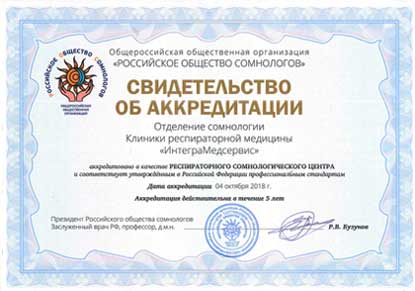 РОССИЙСКОЕ ОБЩЕСТВО СОМНОЛОГОВ
ОБЩЕРОССИЙСКАЯ
ОБЩЕСТВЕННАЯ
ОРГАНИЗАЦИЯ
Общероссийская общественная организация
«РОССИЙСКОЕ ОБЩЕСТВО СОМНОЛОГОВ»
СВИДЕТЕЛЬСТВО
ОБ АККРЕДИТАЦИИ
Отделение сомнологии
Клиники респираторной медицины
«ИнтеграМедсервис»
аккредитовано в качестве РЕСПИРАТОРНОГО СОМНОЛОГИЧЕСКОГО ЦЕНТРА
и соответствует утверждённым в Российской Федерации профессиональным стандартам
Дата аккредитации 04 октября 2018 г.
Аккредитация действительна в течение 5 лет
Президент Российского общества сомнологов
Заслуженный врач РФ, профессор, д.м.н.
Р.В. Бузунов